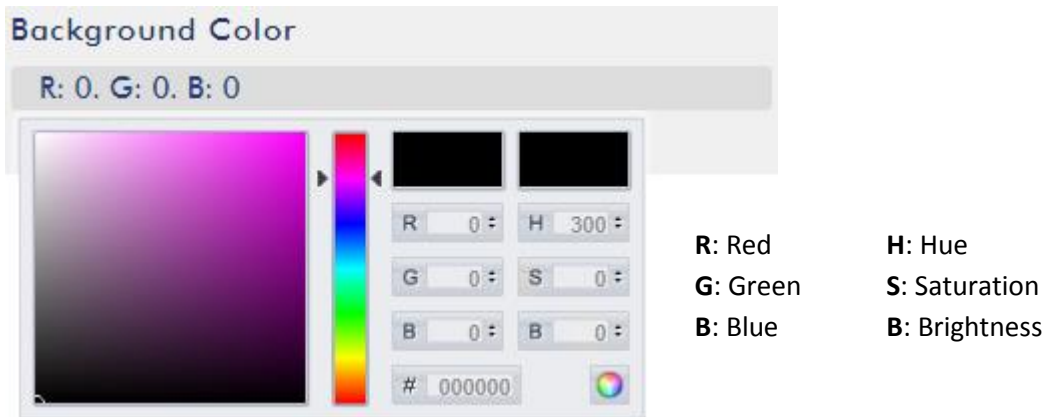 Background Color
R: 0. G: 0. B: 0
R 0 H 300
G 0 S 0
B 0 B 0
# 000000
R: Red H: Hue
G: Green S: Saturation
B: Blue B: Brightness